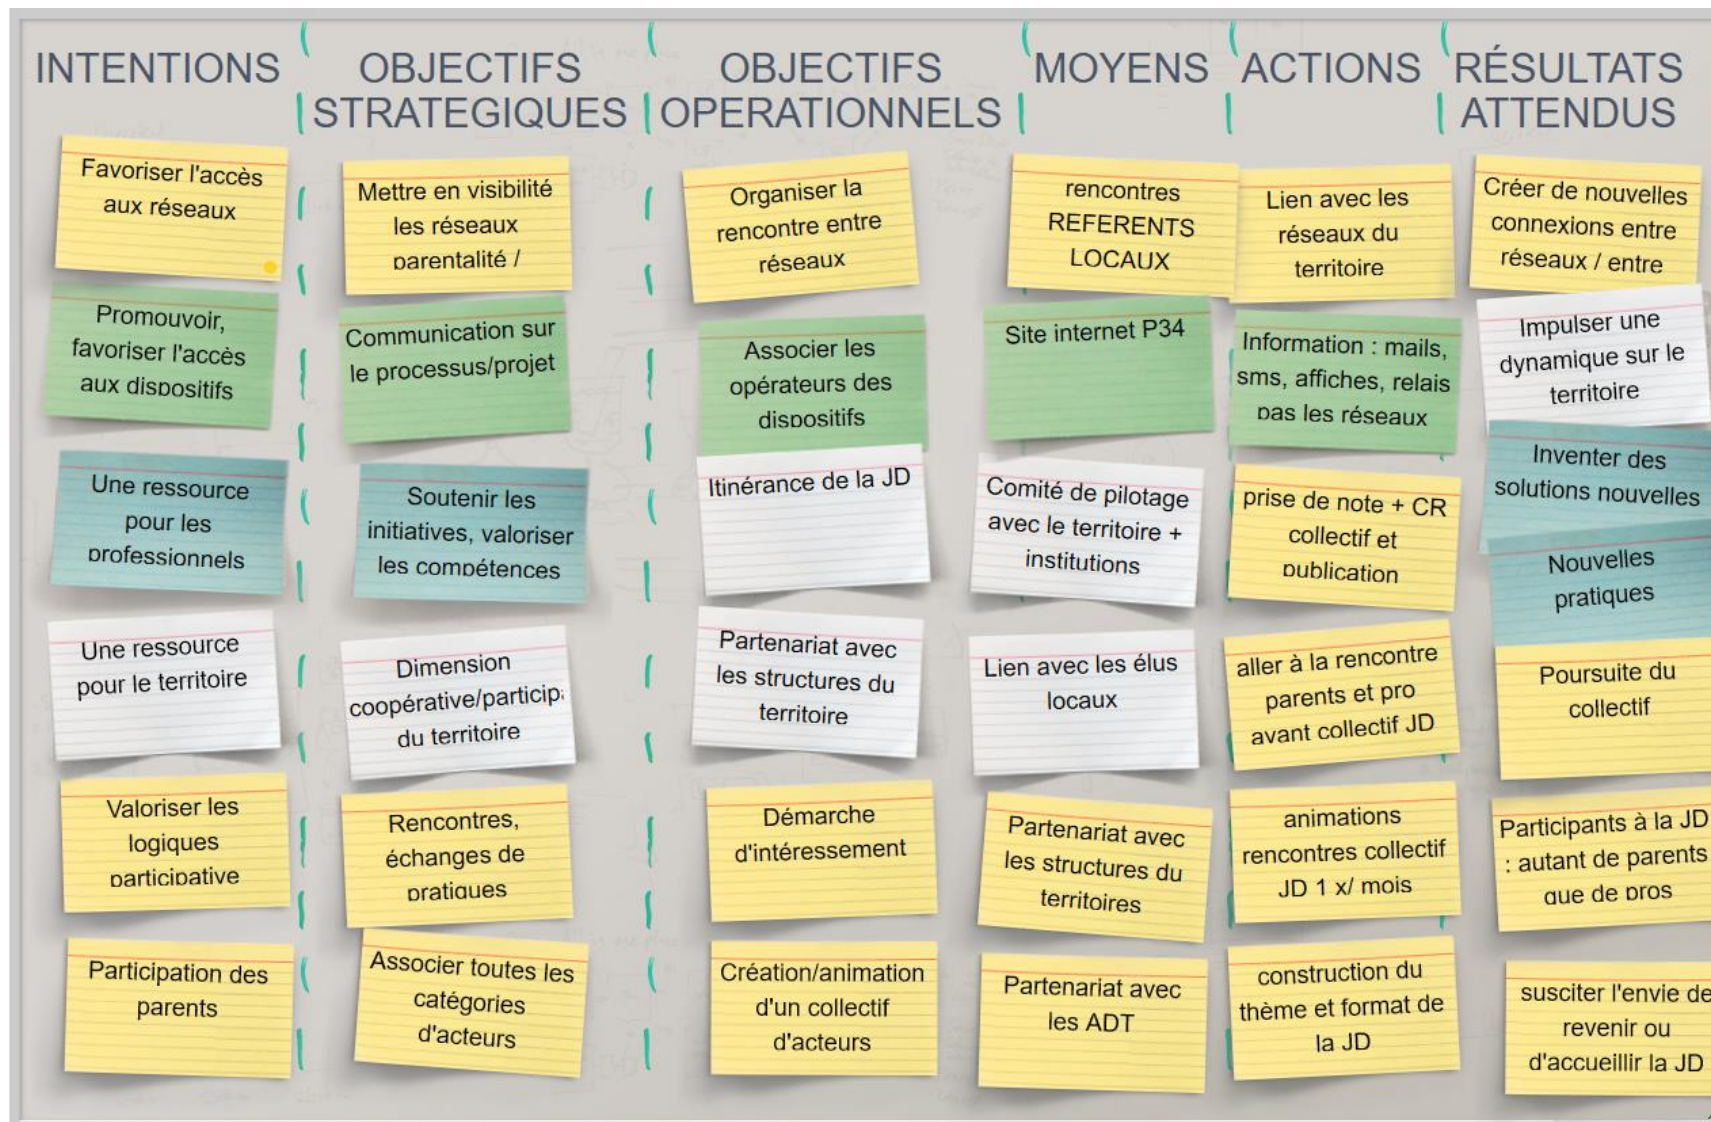 INTENTIONS
OBJECTIFS
STRATEGIQUES
OBJECTIFS
OPERATIONNELS
MOYENS
ACTIONS
RÉSULTATS
ATTENDUS
Favoriser l'accès
aux réseaux
Mettre en visibilité
les réseaux
parentalité /
Organiser la
rencontre entre
réseaux
rencontres
REFERENTS
LOCAUX
Lien avec les
réseaux du
territoire
Créer de nouvelles
connexions entre
réseaux / entre
Promouvoir,
favoriser l'accès
aux dispositifs
Communication sur
le processus/projet
Associer les
opérateurs des
dispositifs
Site internet P34
Information : mails,
sms, affiches, relais
pas les réseaux
Impulser une
dynamique sur le
territoire
Une ressource
pour les
professionnels
Soutenir les
initiatives, valoriser
les compétences
Itinérance de la JD
Comité de pilotage
avec le territoire +
institutions
prise de note + CR
collectif et
publication
Inventer des
solutions nouvelles
Nouvelles
pratiques
Une ressource
pour le territoire
Dimension
coopérative/particip
du territoire
Partenariat avec
les structures du
territoire
Lien avec les élus
locaux
aller à la rencontre
parents et pro
avant collectif JD
Poursuite du
collectif
Valoriser les
logiques
participative
Rencontres,
échanges de
pratiques
Démarche
d'intéressement
Partenariat avec
les structures du
territoires
animations
rencontres collectif
JD 1 x/ mois
Participants à la JD
: autant de parents
que de pros
Participation des
parents
Associer toutes les
catégories
d'acteurs
Création/animation
d'un collectif
d'acteurs
Partenariat avec
les ADT
construction du
thème et format de
la JD
susciter l'envie de
revenir ou
d'accueillir la JD